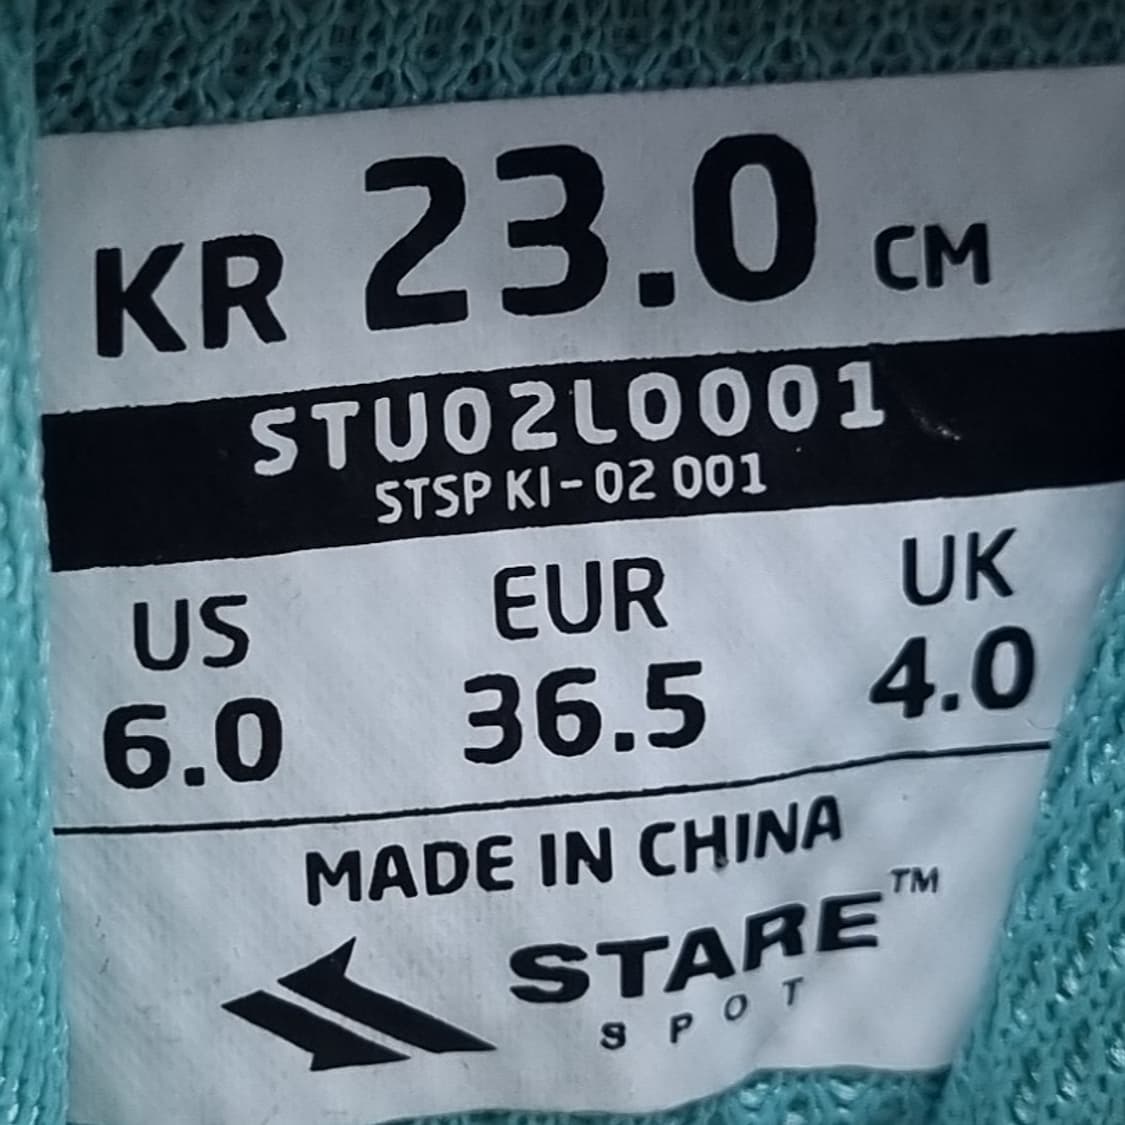 KR 23.0 CM
STU02L0001
STSP KI-02 001
US EUR UK
6.0 36.5 4.0
MADE IN CHINA
STARE™
SPOT